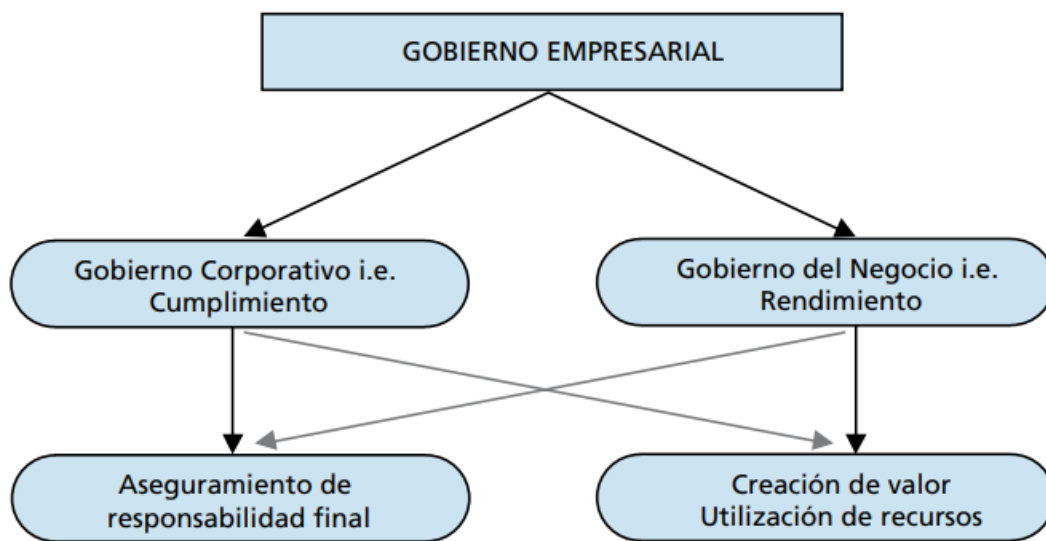 GOBIERNO EMPRESARIAL
Gobierno Corporativo i.e.
Cumplimiento
Gobierno del Negocio i.e.
Rendimiento
Aseguramiento de
responsabilidad final
Creación de valor
Utilización de recursos